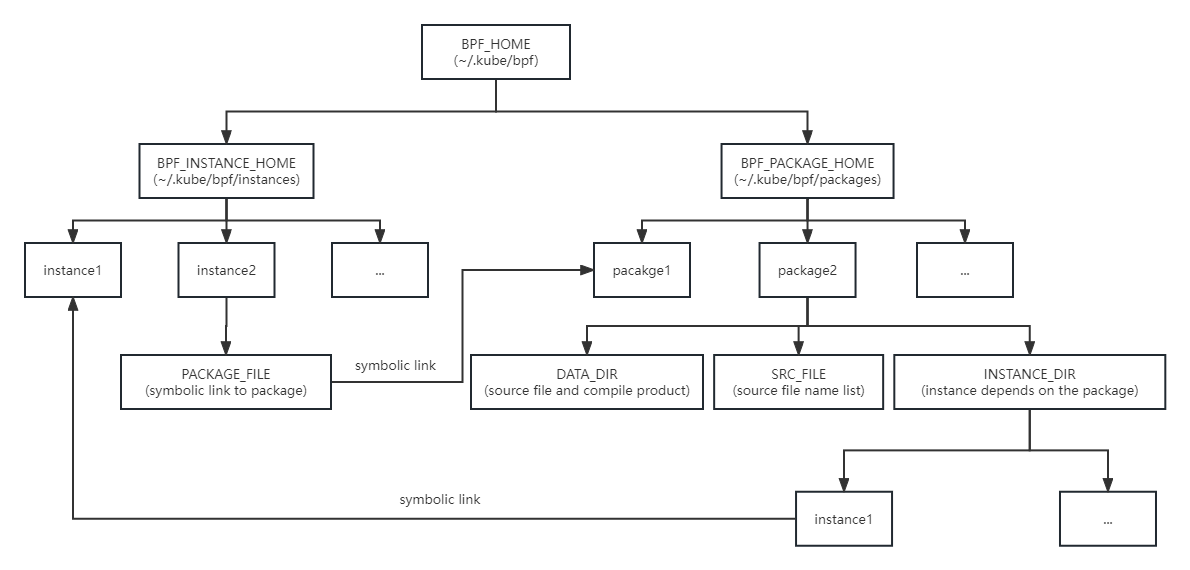 BPF_HOME
(~/.kube/bpf)
BPF_INSTANCE_HOME
(~/.kube/bpf/instances)
BPF_PACKAGE_HOME
(~/.kube/bpf/packages)
instance1
instance2
...
pacakge1
package2
...
PACKAGE_FILE
(symbolic link to package)
symbolic link
DATA_DIR
(source file and compile product)
SRC_FILE
(source file name list)
INSTANCE_DIR
(instance depends on the package)
symbolic link
instance1
...